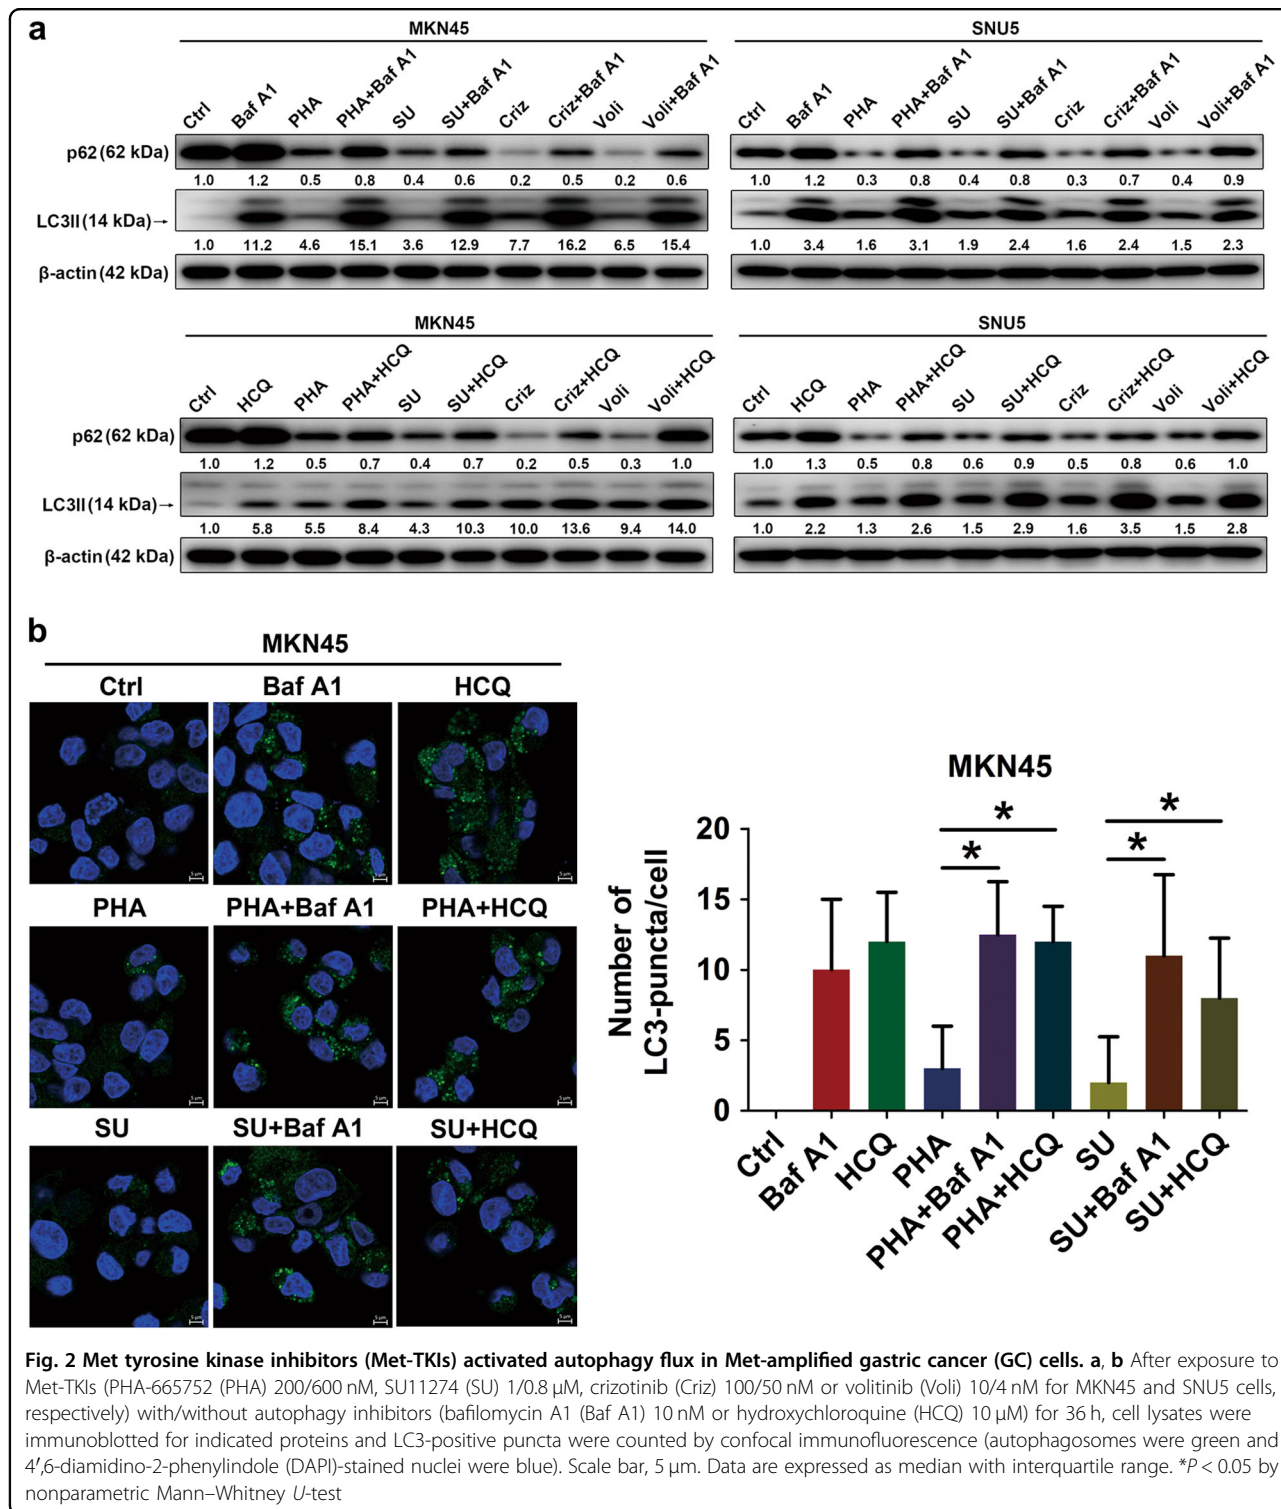 a
MKN45
Ctrl Baf A1 PHA PHA+Baf A1 SU SU+Baf A1 Criz Criz+Baf A1 Voli Voli+Baf A1
p62 (62 kDa)
1.0 1.2 0.5 0.8 0.4 0.6 0.2 0.5 0.2 0.6
LC3II (14 kDa)→
1.0 11.2 4.6 15.1 3.6 12.9 7.7 16.2 6.5 15.4
β-actin (42 kDa)
SNU5
Ctrl Baf A1 PHA PHA+Baf A1 SU SU+Baf A1 Criz Criz+Baf A1 Voli Voli+Baf A1
1.0 1.2 0.3 0.8 0.4 0.8 0.3 0.7 0.4 0.9
1.0 3.4 1.6 3.1 1.9 2.4 1.6 2.4 1.5 2.3
MKN45
Ctrl HCQ PHA PHA+HCQ SU SU+HCQ Criz Criz+HCQ Voli Voli+HCQ
p62 (62 kDa)
1.0 1.2 0.5 0.7 0.4 0.7 0.2 0.5 0.3 1.0
LC3II (14 kDa)→
1.0 5.8 5.5 8.4 4.3 10.3 10.0 13.6 9.4 14.0
β-actin (42 kDa)
SNU5
Ctrl HCQ PHA PHA+HCQ SU SU+HCQ Criz Criz+HCQ Voli Voli+HCQ
1.0 1.3 0.5 0.8 0.6 0.9 0.5 0.8 0.6 1.0
1.0 2.2 1.3 2.6 1.5 2.9 1.6 3.5 1.5 2.8
b
MKN45
Ctrl Baf A1 HCQ
5 µm 5 µm 5 µm
PHA PHA+Baf A1 PHA+HCQ
5 µm 5 µm 5 µm
SU SU+Baf A1 SU+HCQ
5 µm 5 µm 5 µm
MKN45
Number of
LC3-puncta/cell
20
15
10
5
0
* * * *
Ctrl Baf A1 HCQ PHA PHA+Baf A1 PHA+HCQ SU SU+Baf A1 SU+HCQ
Fig. 2 Met tyrosine kinase inhibitors (Met-TKIs) activated autophagy flux in Met-amplified gastric cancer (GC) cells. a, b After exposure to
Met-TKIs (PHA-665752 (PHA) 200/600 nM, SU11274 (SU) 1/0.8 µM, crizotinib (Criz) 100/50 nM or volitinib (Voli) 10/4 nM for MKN45 and SNU5 cells,
respectively) with/without autophagy inhibitors (bafilomycin A1 (Baf A1) 10 nM or hydroxychloroquine (HCQ) 10 µM) for 36 h, cell lysates were
immunoblotted for indicated proteins and LC3-positive puncta were counted by confocal immunofluorescence (autophagosomes were green and
4′,6-diamidino-2-phenylindole (DAPI)-stained nuclei were blue). Scale bar, 5 µm. Data are expressed as median with interquartile range. *P < 0.05 by
nonparametric Mann–Whitney U-test